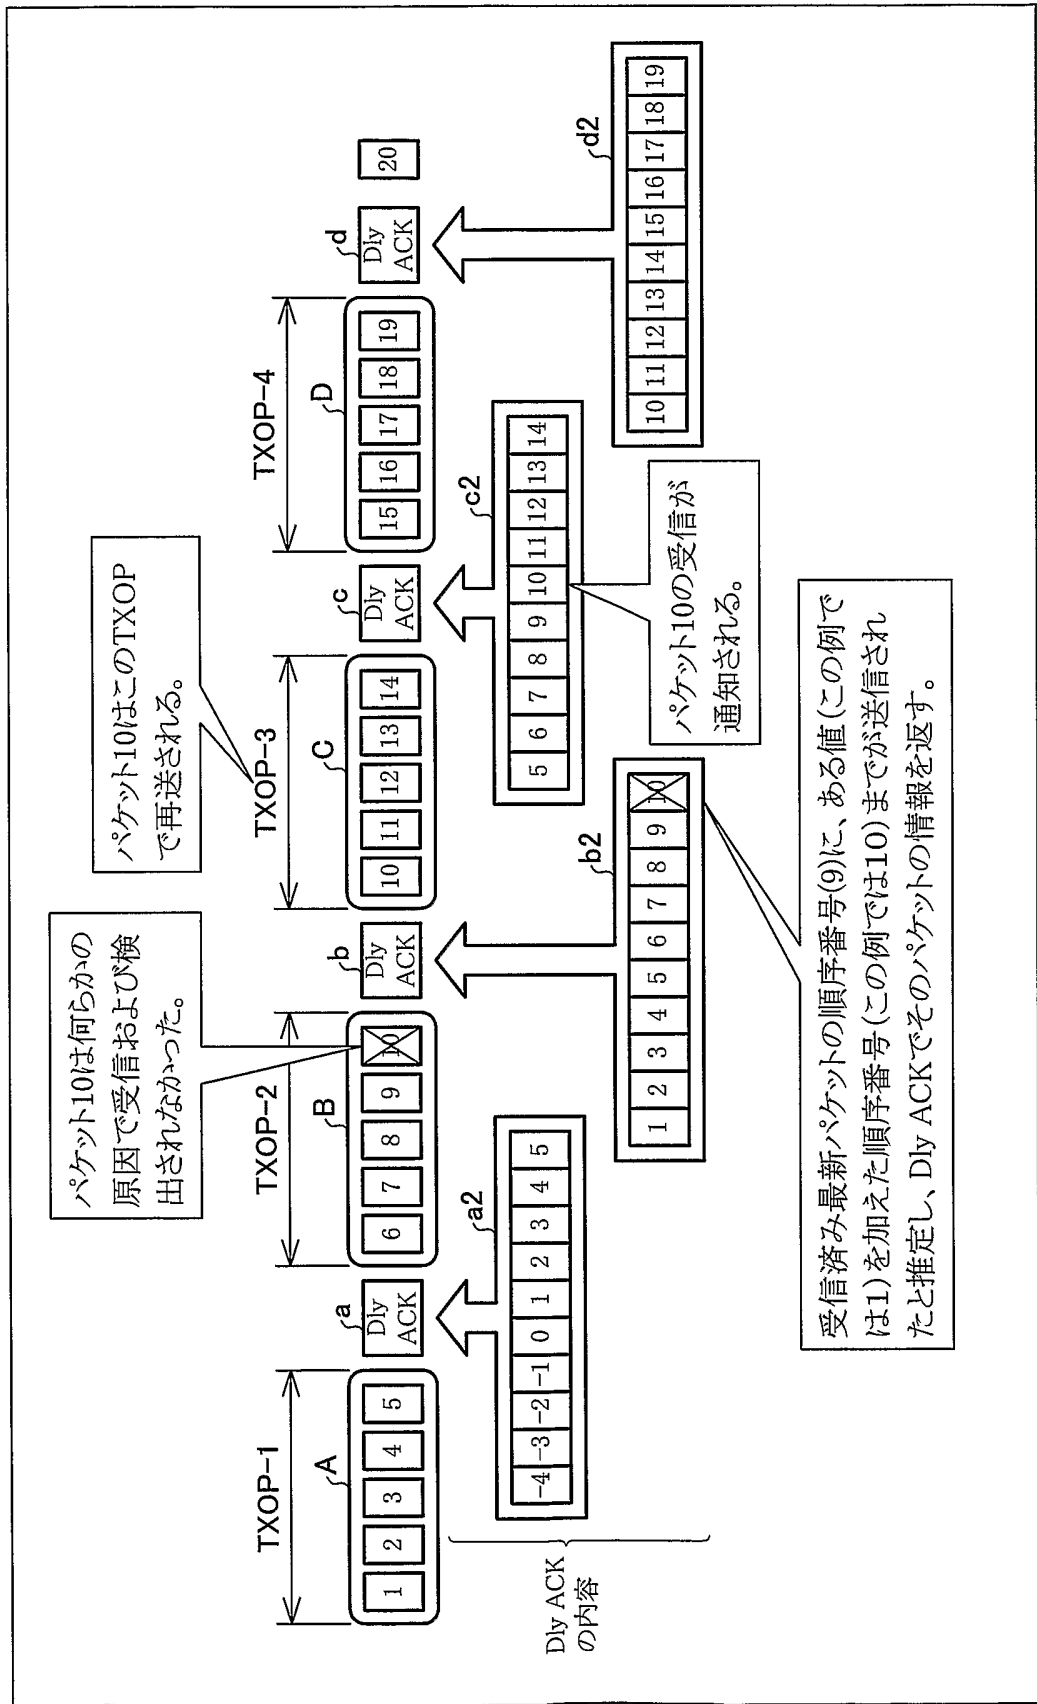 パケット10は何らかの
原因で受信および検
出されなかった。
パケット10はこのTXOP
で再送される。
TXOP-1
TXOP-2
TXOP-3
TXOP-4
A
a
B
b
C
c
D
d
1 2 3 4 5
Dly
ACK
6 7 8 9 10
Dly
ACK
10 11 12 13 14
Dly
ACK
15 16 17 18 19
Dly
ACK
20
Dly ACK
の内容
a2
-4 -3 -2 -1 0 1 2 3 4 5
b2
1 2 3 4 5 6 7 8 9 10
c2
5 6 7 8 9 10 11 12 13 14
d2
10 11 12 13 14 15 16 17 18 19
パケット10の受信が
通知される。
受信済み最新パケットの順序番号(9)に、ある値(この例で
は1)を加えた順序番号(この例では10)までが送信され
たと推定し、Dly ACKでそのパケットの情報を返す。